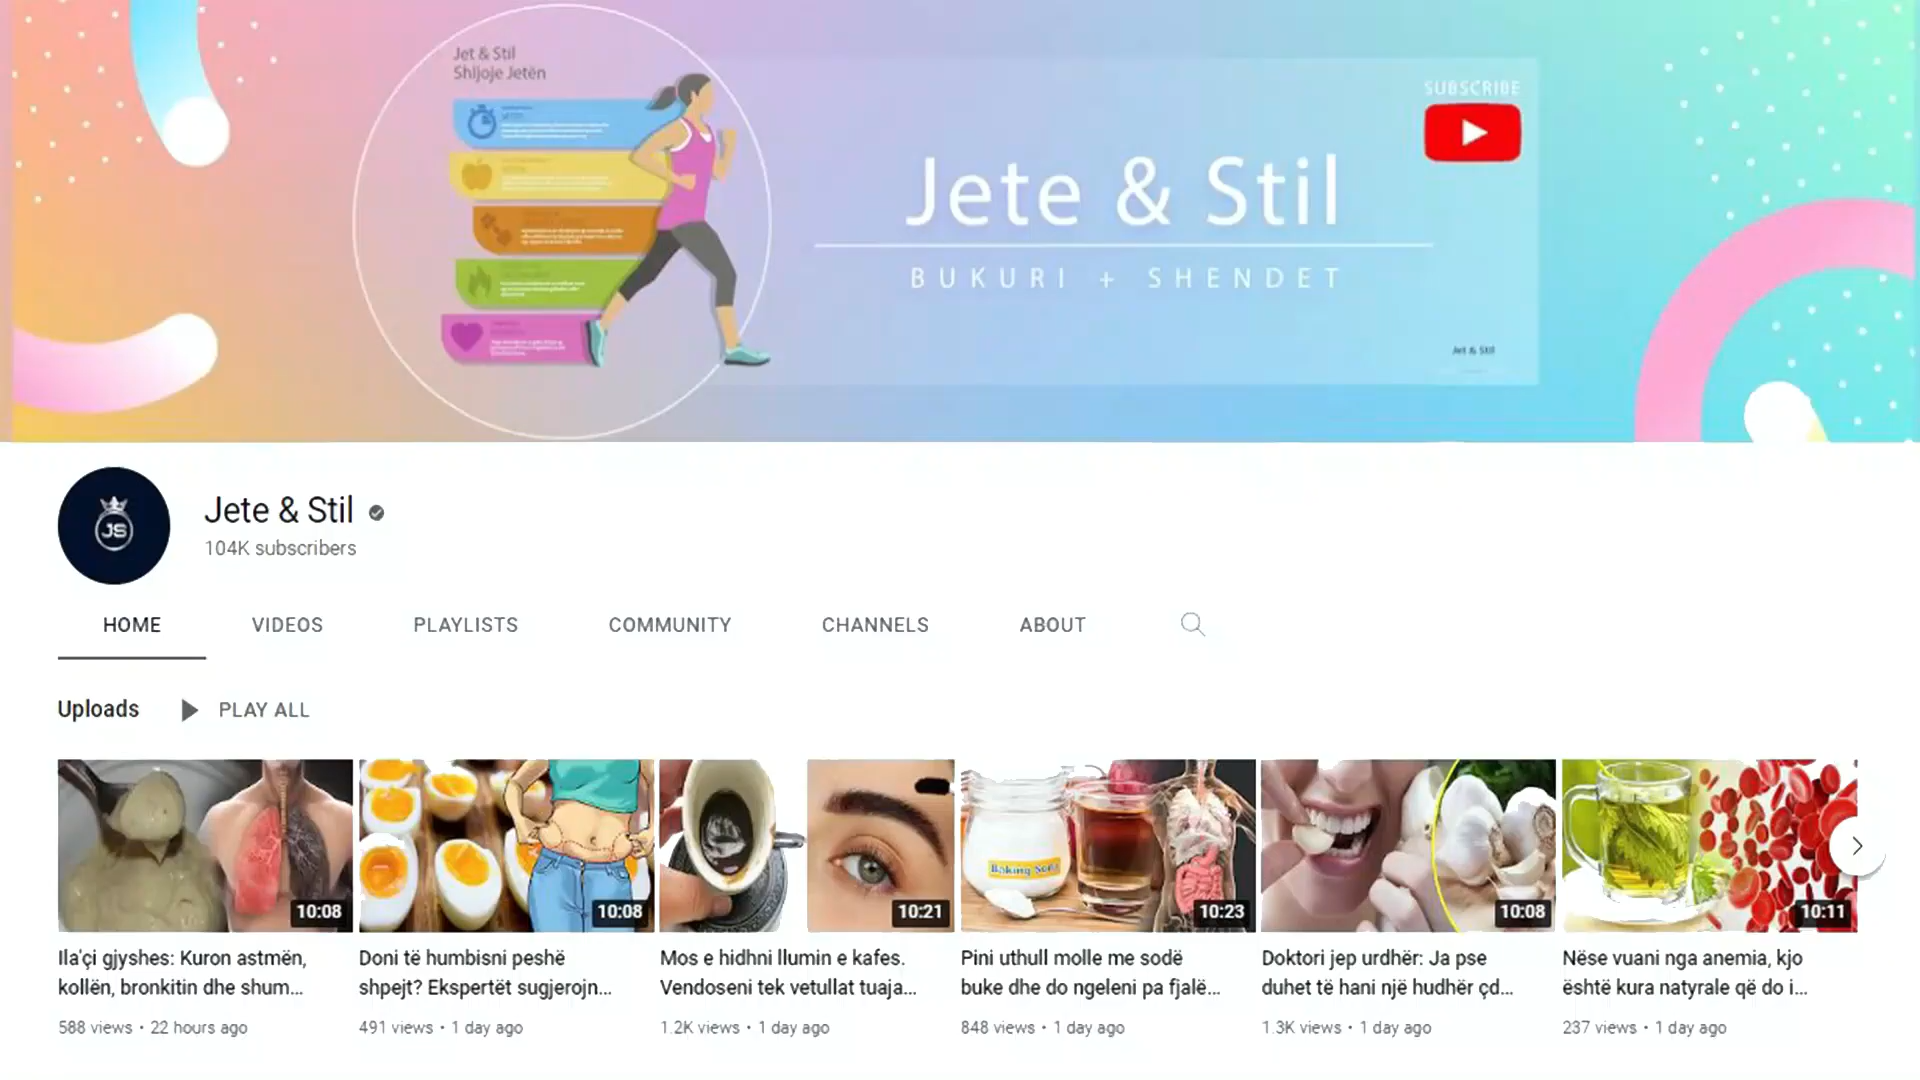 Jet & Stil
Shijoje Jetën
SUBSCRIBE
Jete & Stil
BUKURI + SHENDET
Jet & Stil
JS
Jete & Stil
104K subscribers
HOME VIDEOS PLAYLISTS COMMUNITY CHANNELS ABOUT
Uploads PLAY ALL
Baking Soda
10:08 10:08 10:21 10:23 10:08 10:11
Ila'çi gjyshes: Kuron astmën,
kollën, bronkitin dhe shum...
588 views • 22 hours ago
Doni të humbisni peshë
shpejt? Ekspertët sugjerojn...
491 views • 1 day ago
Mos e hidhni llumin e kafes.
Vendoseni tek vetullat tuaja...
1.2K views • 1 day ago
Pini uthull molle me sodë
buke dhe do ngeleni pa fjalë...
848 views • 1 day ago
Doktori jep urdhër: Ja pse
duhet të hani një hudhër çd...
1.3K views • 1 day ago
Nëse vuani nga anemia, kjo
është kura natyrale që do i...
237 views • 1 day ago